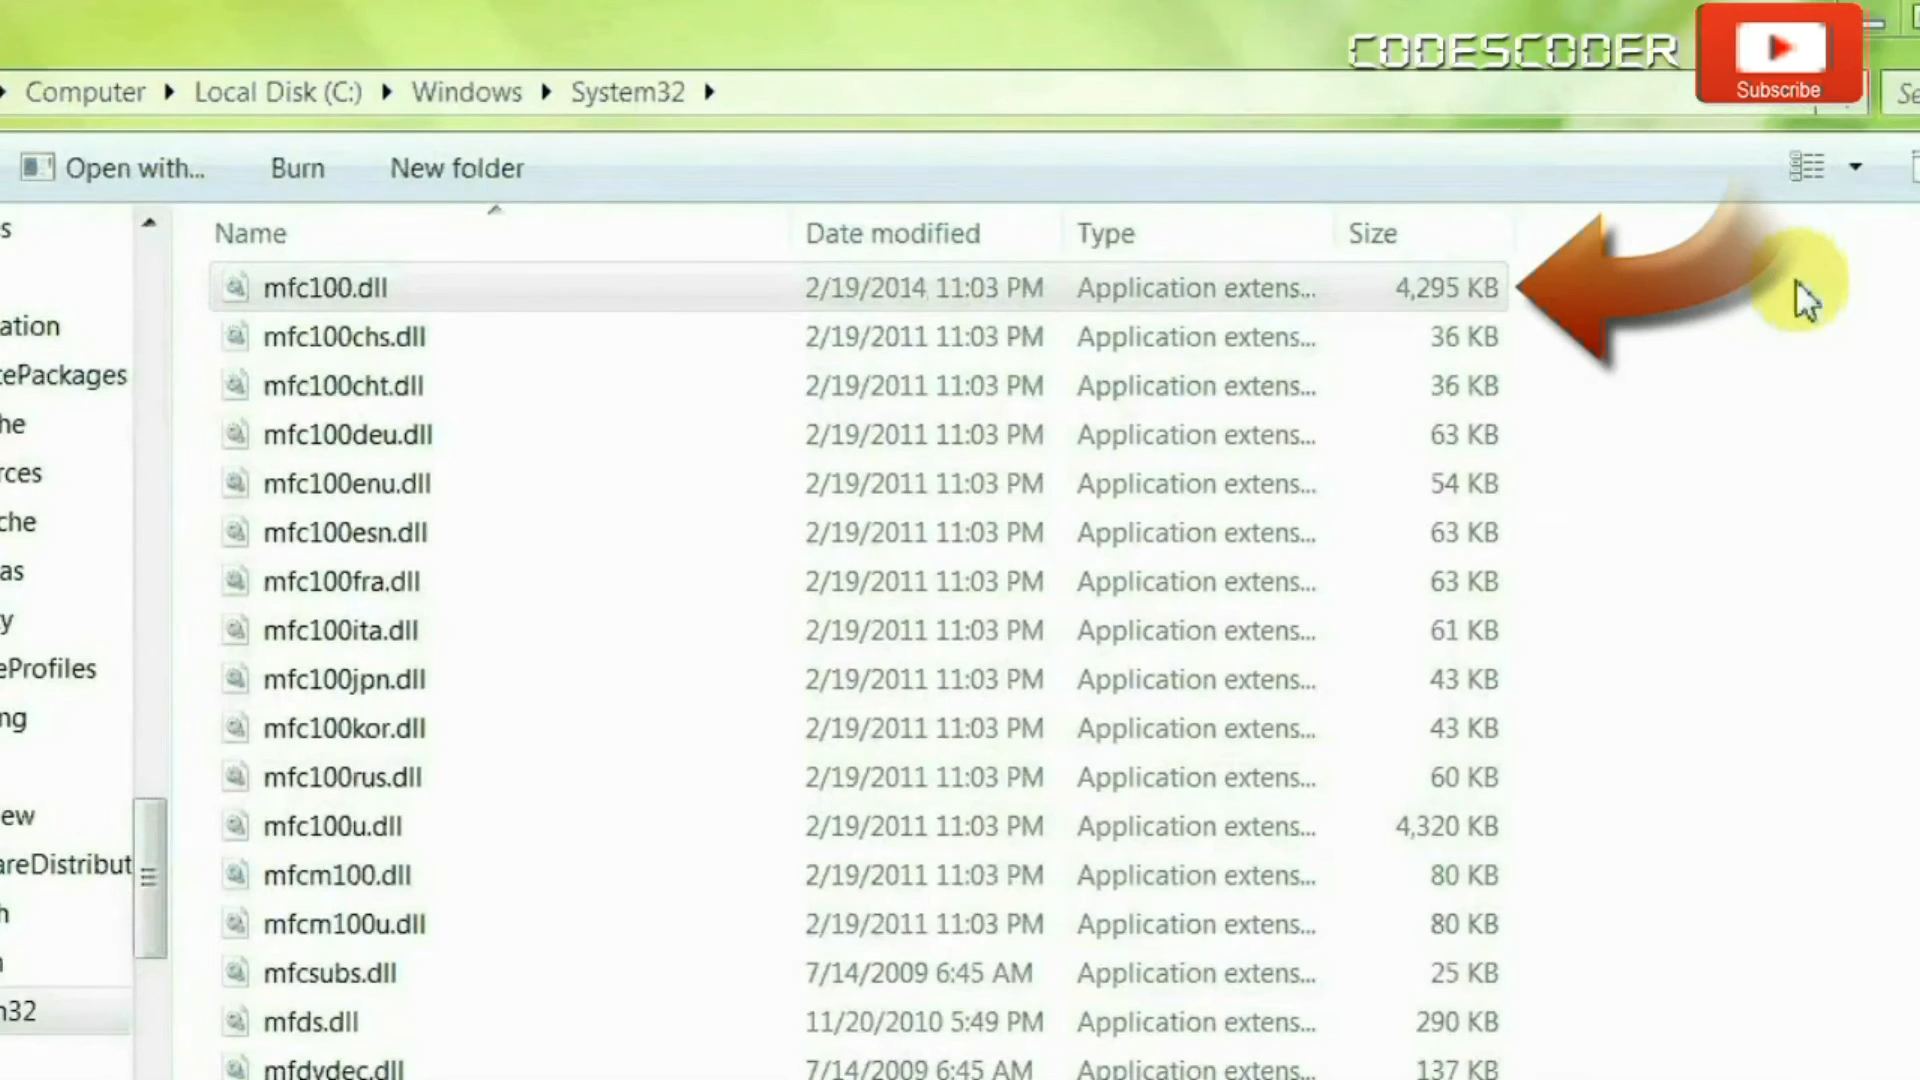 CODESCODER
Subscribe
Computer Local Disk (C:) Windows System32
Se
Open with... Burn New folder
Name Date modified Type Size
s
ation
tePackages
he
rces
che
as
y
eProfiles
ng
ew
areDistribut
h
n32
mfc100.dll 2/19/2014 11:03 PM Application extens... 4,295 KB
mfc100chs.dll 2/19/2011 11:03 PM Application extens... 36 KB
mfc100cht.dll 2/19/2011 11:03 PM Application extens... 36 KB
mfc100deu.dll 2/19/2011 11:03 PM Application extens... 63 KB
mfc100enu.dll 2/19/2011 11:03 PM Application extens... 54 KB
mfc100esn.dll 2/19/2011 11:03 PM Application extens... 63 KB
mfc100fra.dll 2/19/2011 11:03 PM Application extens... 63 KB
mfc100ita.dll 2/19/2011 11:03 PM Application extens... 61 KB
mfc100jpn.dll 2/19/2011 11:03 PM Application extens... 43 KB
mfc100kor.dll 2/19/2011 11:03 PM Application extens... 43 KB
mfc100rus.dll 2/19/2011 11:03 PM Application extens... 60 KB
mfc100u.dll 2/19/2011 11:03 PM Application extens... 4,320 KB
mfcm100.dll 2/19/2011 11:03 PM Application extens... 80 KB
mfcm100u.dll 2/19/2011 11:03 PM Application extens... 80 KB
mfcsubs.dll 7/14/2009 6:45 AM Application extens... 25 KB
mfds.dll 11/20/2010 5:49 PM Application extens... 290 KB
mfdvdec.dll 7/14/2009 6:45 AM Application extens... 137 KB